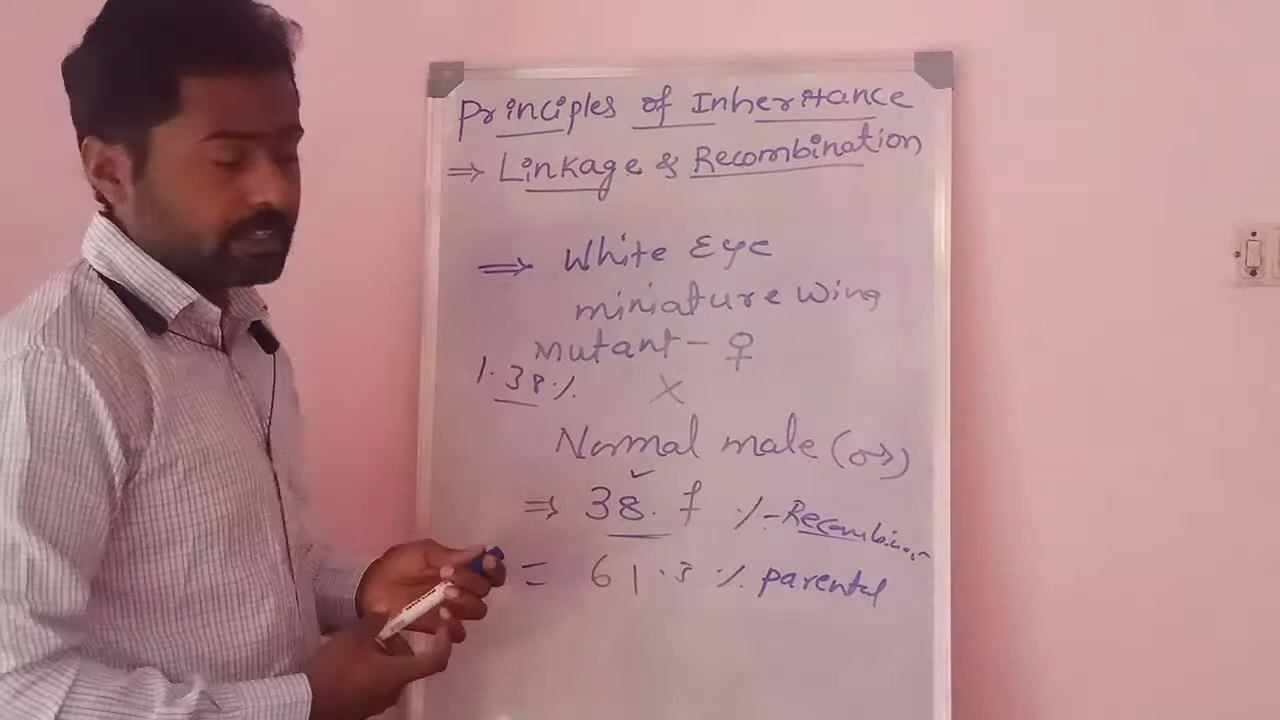 Principles of Inheritance
⇒ Linkage & Recombination
⇒ White Eye
miniature Wing
Mutant - ♀
1.38%
X
Normal male (♂)
⇒ 38. % - Recombination
= 61.3 % parental